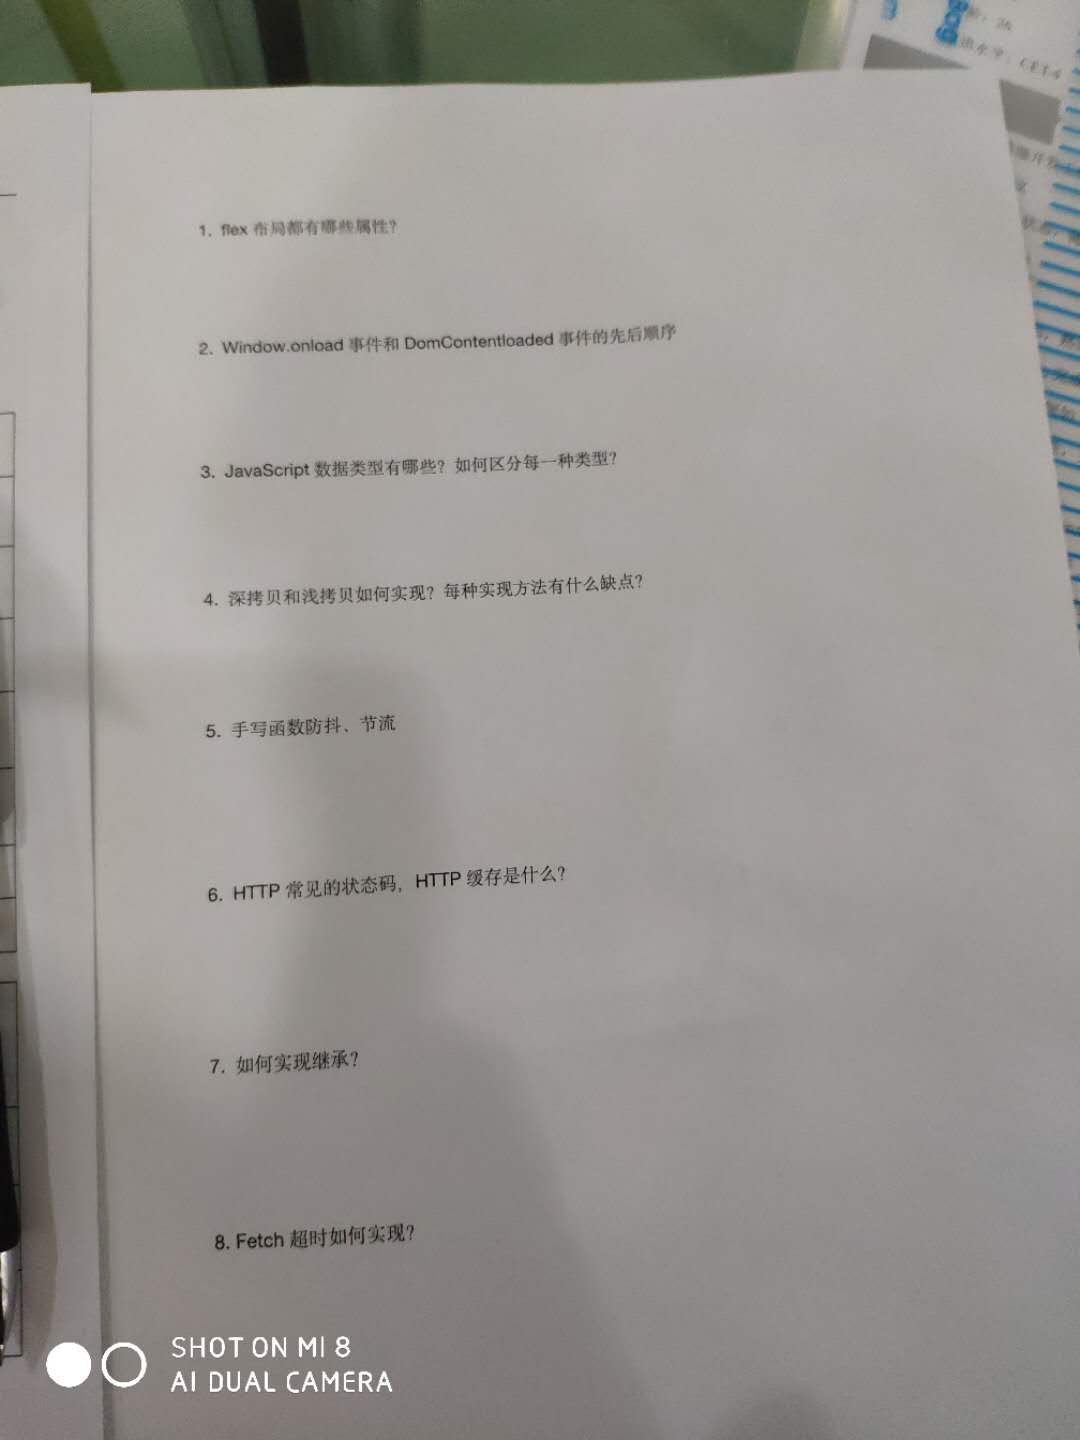 1. flex 布局都有哪些属性?
2. Window.onload 事件和 DomContentloaded 事件的先后顺序
3. JavaScript 数据类型有哪些? 如何区分每一种类型?
4. 深拷贝和浅拷贝如何实现? 每种实现方法有什么缺点?
5. 手写函数防抖、节流
6. HTTP 常见的状态码, HTTP 缓存是什么?
7. 如何实现继承?
8. Fetch 超时如何实现?
SHOT ON MI 8
AI DUAL CAMERA